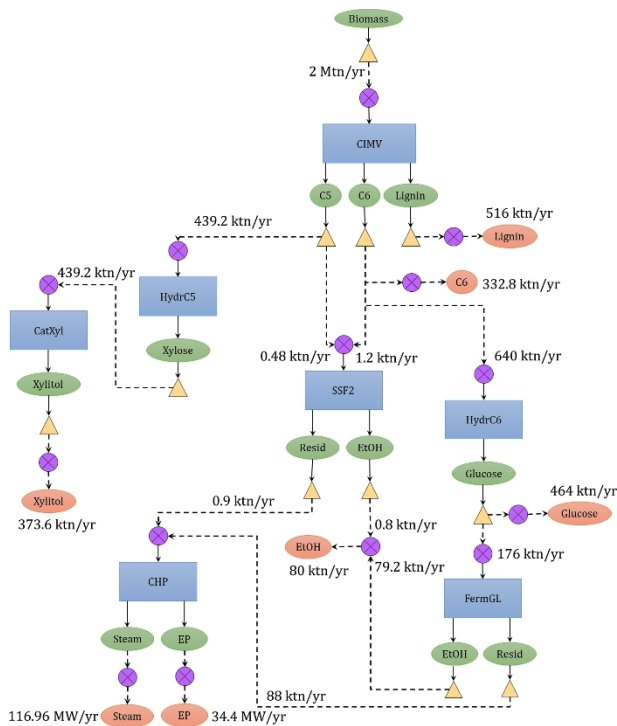 Biomass
2 Mtn/yr
CIMV
C5
C6
Lignin
439.2 ktn/yr
516 ktn/yr
Lignin
439.2 ktn/yr
HydrC5
C6
332.8 ktn/yr
CatXyl
Xylose
0.48 ktn/yr
1.2 ktn/yr
640 ktn/yr
Xylitol
SSF2
HydrC6
Resid
EtOH
Glucose
Xylitol
373.6 ktn/yr
0.9 ktn/yr
464 ktn/yr
Glucose
0.8 ktn/yr
EtOH
80 ktn/yr
79.2 ktn/yr
176 ktn/yr
CHP
FermGL
Steam
EP
EtOH
Resid
88 ktn/yr
116.96 MW/yr
Steam
EP
34.4 MW/yr